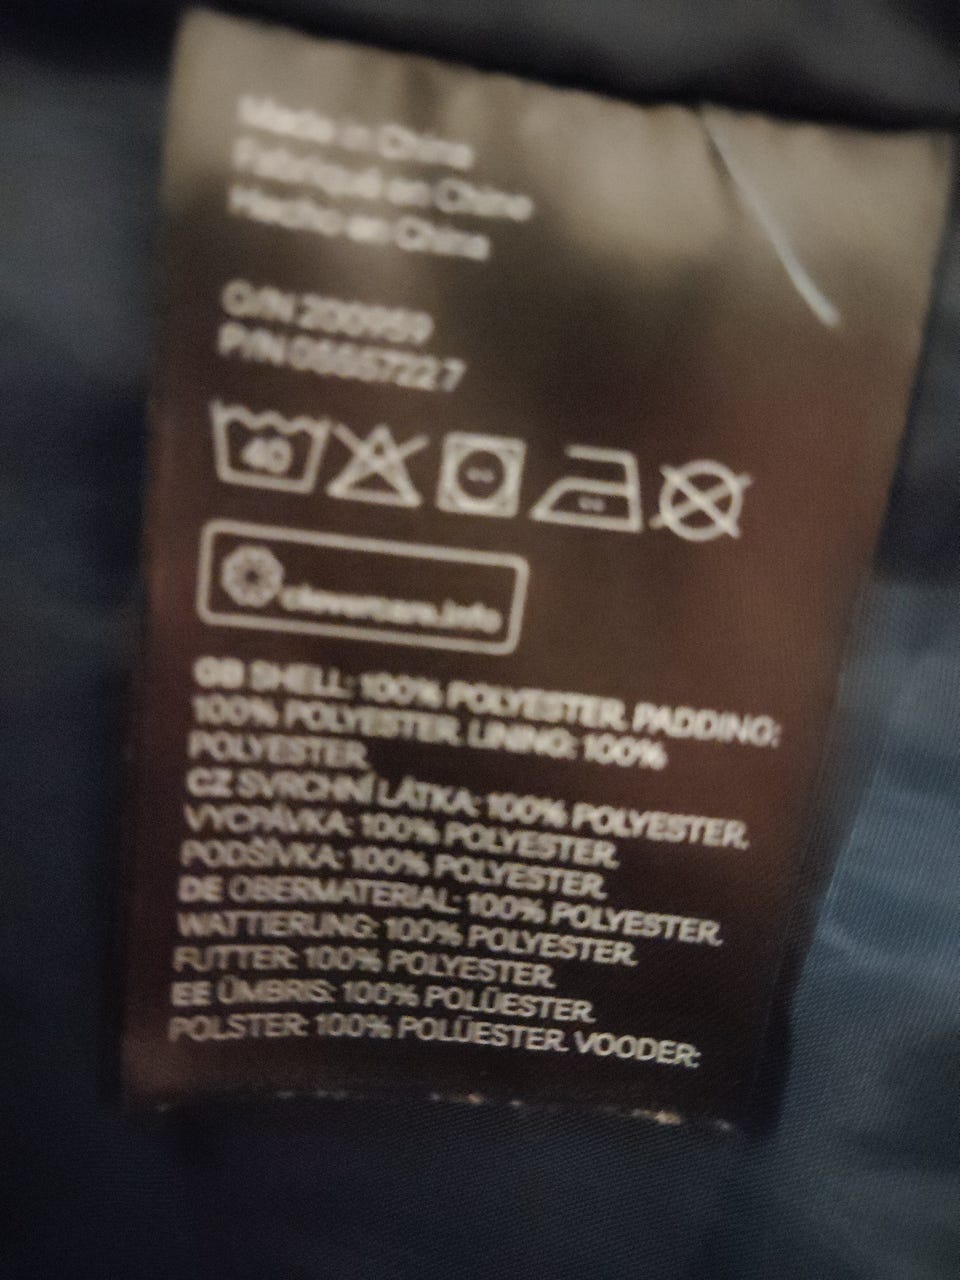 Made in China
Fabriqué en Chine
Hecho en China
O/N 200959
P/N
40
clevercare.info
GB SHELL: 100% POLYESTER. PADDING:
100% POLYESTER. LINING: 100%
POLYESTER.
CZ SVRCHNÍ LÁTKA: 100% POLYESTER.
VYCPÁVKA: 100% POLYESTER.
PODŠÍVKA: 100% POLYESTER.
DE OBERMATERIAL: 100% POLYESTER.
WATTIERUNG: 100% POLYESTER.
FUTTER: 100% POLYESTER.
EE ÜMBRIS: 100% POLÜESTER.
POLSTER: 100% POLÜESTER. VOODER: